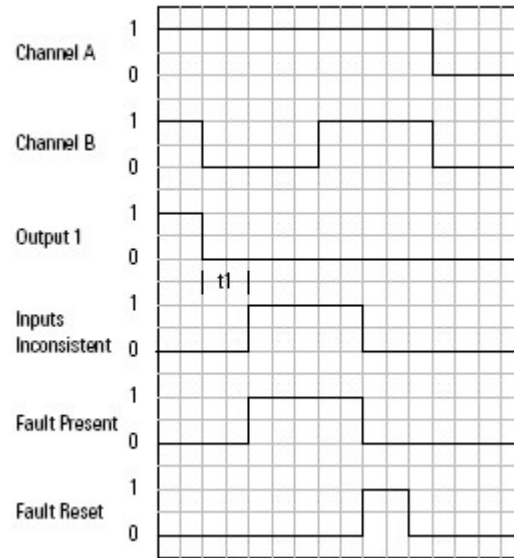 1
Channel A
0
1
Channel B
0
1
Output 1
0
t1
1
Inputs
Inconsistent
0
1
Fault Present
0
1
Fault Reset
0